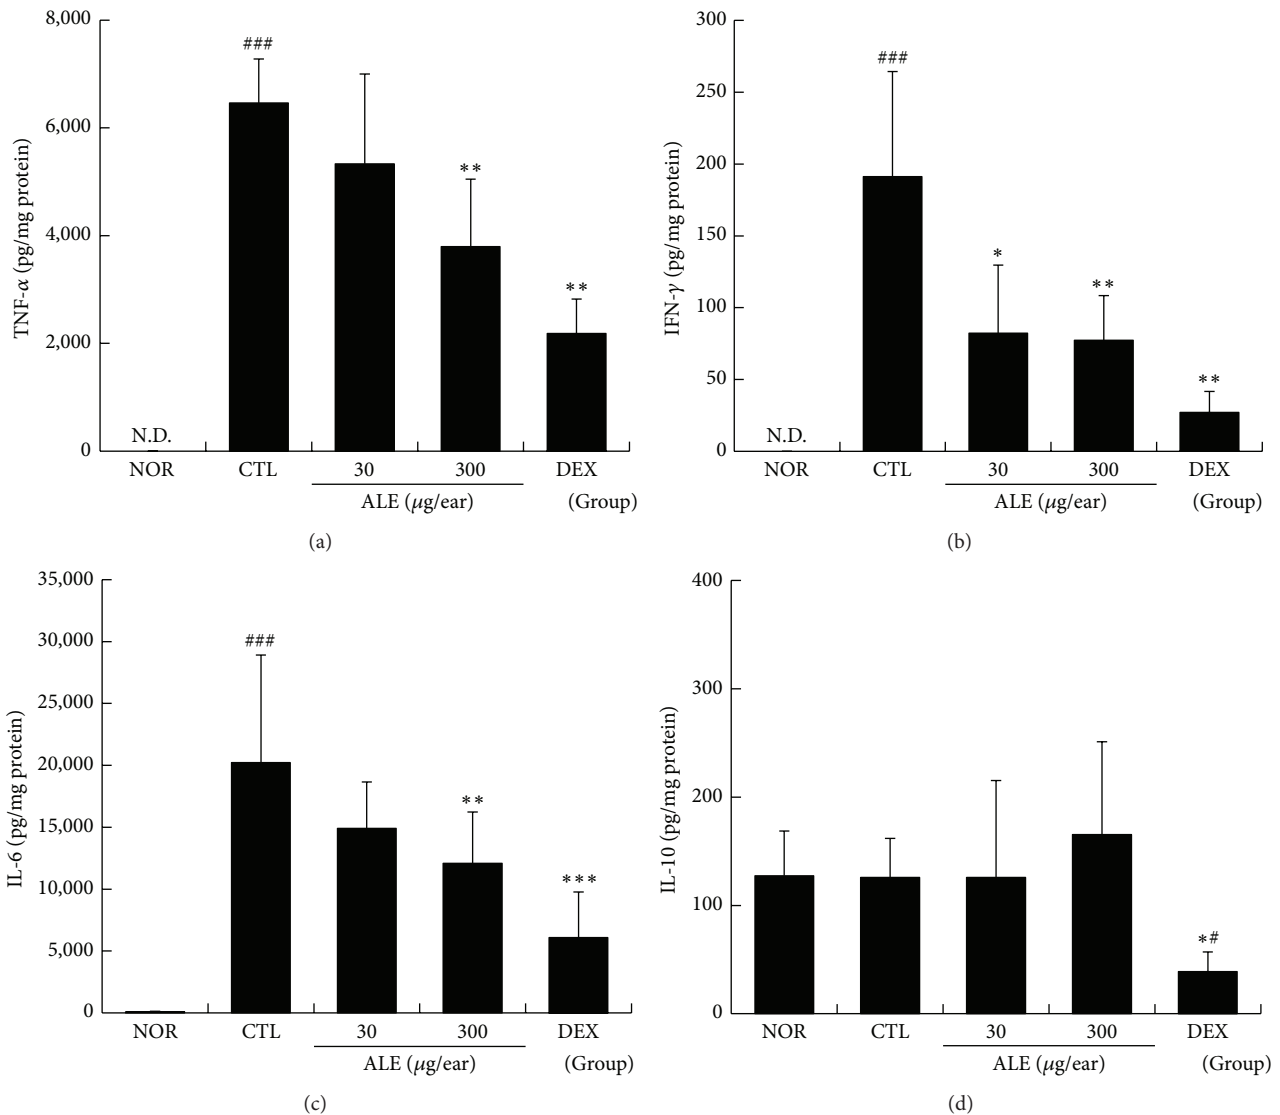 8,000
6,000
4,000
2,000
0
TNF-α (pg/mg protein)
N.D.
###
**
**
NOR CTL 30 300 DEX
ALE (μg/ear) (Group)
(a)
300
250
200
150
100
50
0
IFN-γ (pg/mg protein)
N.D.
###
*
**
**
NOR CTL 30 300 DEX
ALE (μg/ear) (Group)
(b)
35,000
30,000
25,000
20,000
15,000
10,000
5,000
0
IL-6 (pg/mg protein)
###
**
***
NOR CTL 30 300 DEX
ALE (μg/ear) (Group)
(c)
400
300
200
100
0
IL-10 (pg/mg protein)
*#
NOR CTL 30 300 DEX
ALE (μg/ear) (Group)
(d)